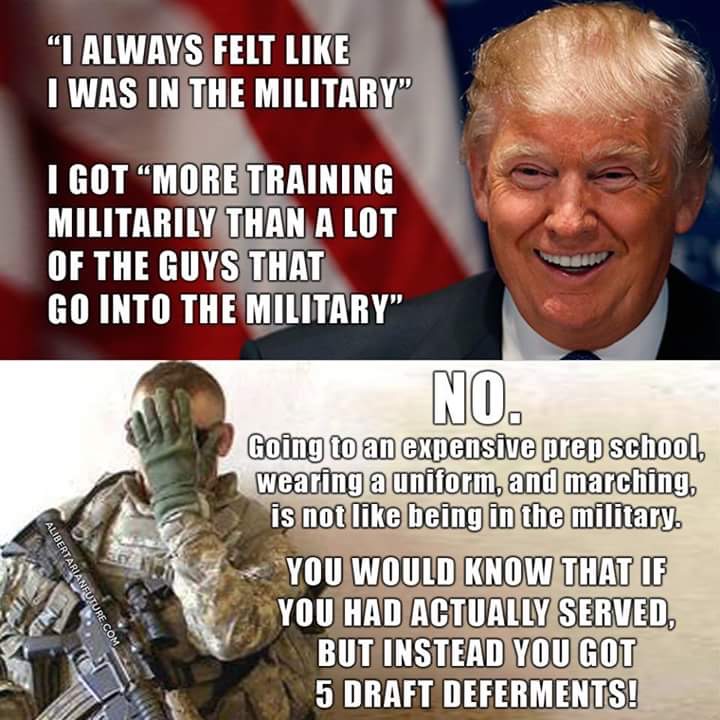 “I ALWAYS FELT LIKE
I WAS IN THE MILITARY”
I GOT “MORE TRAINING
MILITARILY THAN A LOT
OF THE GUYS THAT
GO INTO THE MILITARY”
NO.
Going to an expensive prep school,
wearing a uniform, and marching,
is not like being in the military.
YOU WOULD KNOW THAT IF
YOU HAD ACTUALLY SERVED,
BUT INSTEAD YOU GOT
5 DRAFT DEFERMENTS!
ALIBERTARIANFUTURE.COM